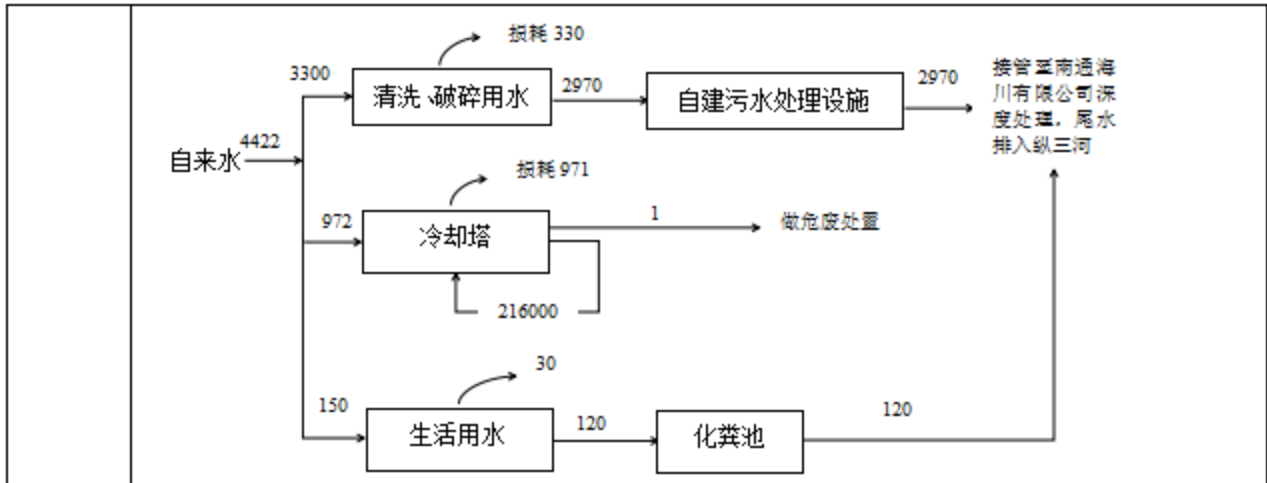 损耗 330
3300
清洗、破碎用水
2970
自建污水处理设施
2970
接管至南通海
川有限公司深
度处理，尾水
排入纵三河
4422
自来水
损耗 971
972
冷却塔
1
做危废处置
216000
30
150
生活用水
120
化粪池
120